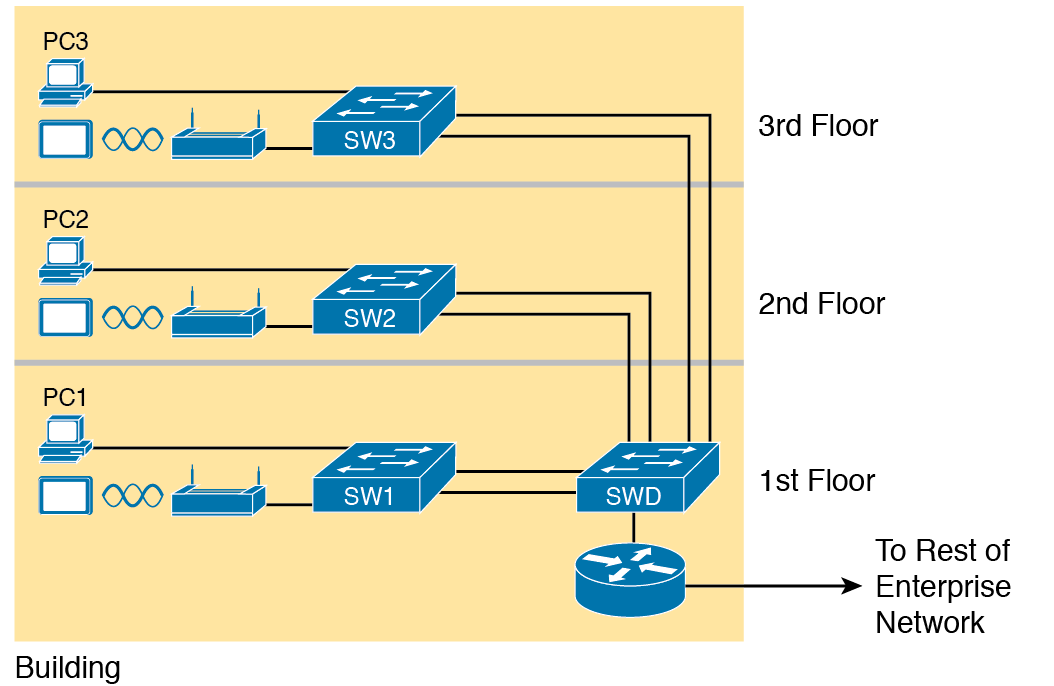 PC3
SW3
3rd Floor
PC2
SW2
2nd Floor
PC1
SW1
SWD
1st Floor
To Rest of
Enterprise
Network
Building